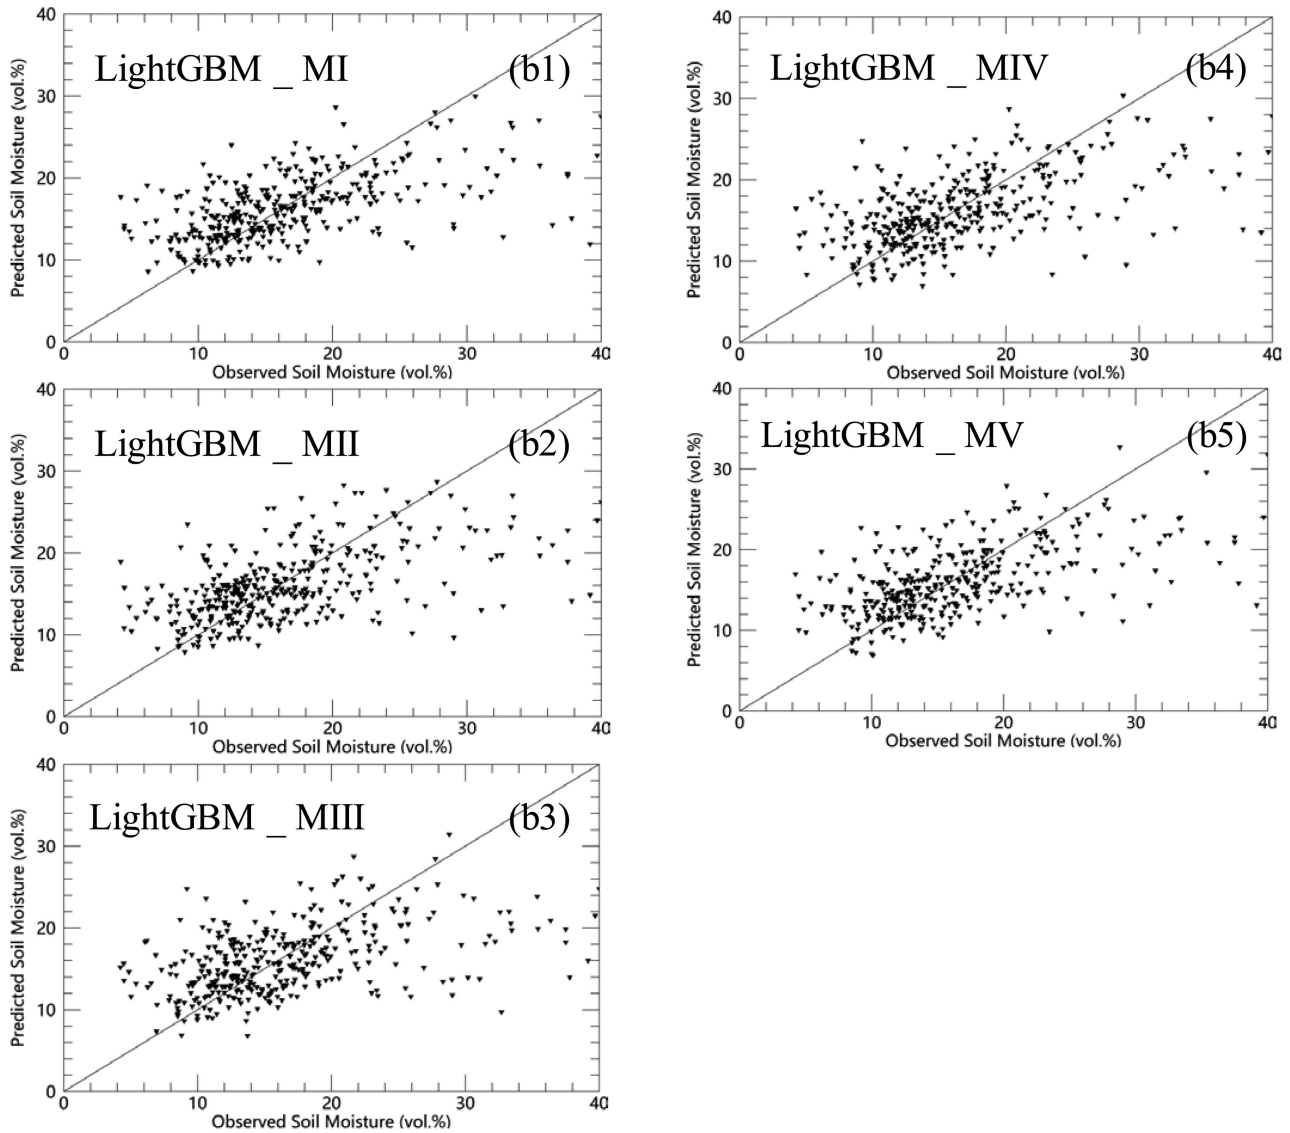 40
30
20
10
0
Predicted Soil Moisture (vol.%)
LightGBM _ MI
(b1)
0 10 20 30 40
Observed Soil Moisture (vol.%)
40
30
20
10
0
Predicted Soil Moisture (vol.%)
LightGBM _ MIV
(b4)
0 10 20 30 40
Observed Soil Moisture (vol.%)
40
30
20
10
0
Predicted Soil Moisture (vol.%)
LightGBM _ MII
(b2)
0 10 20 30 40
Observed Soil Moisture (vol.%)
40
30
20
10
0
Predicted Soil Moisture (vol.%)
LightGBM _ MV
(b5)
0 10 20 30 40
Observed Soil Moisture (vol.%)
40
30
20
10
0
Predicted Soil Moisture (vol.%)
LightGBM _ MIII
(b3)
0 10 20 30 40
Observed Soil Moisture (vol.%)